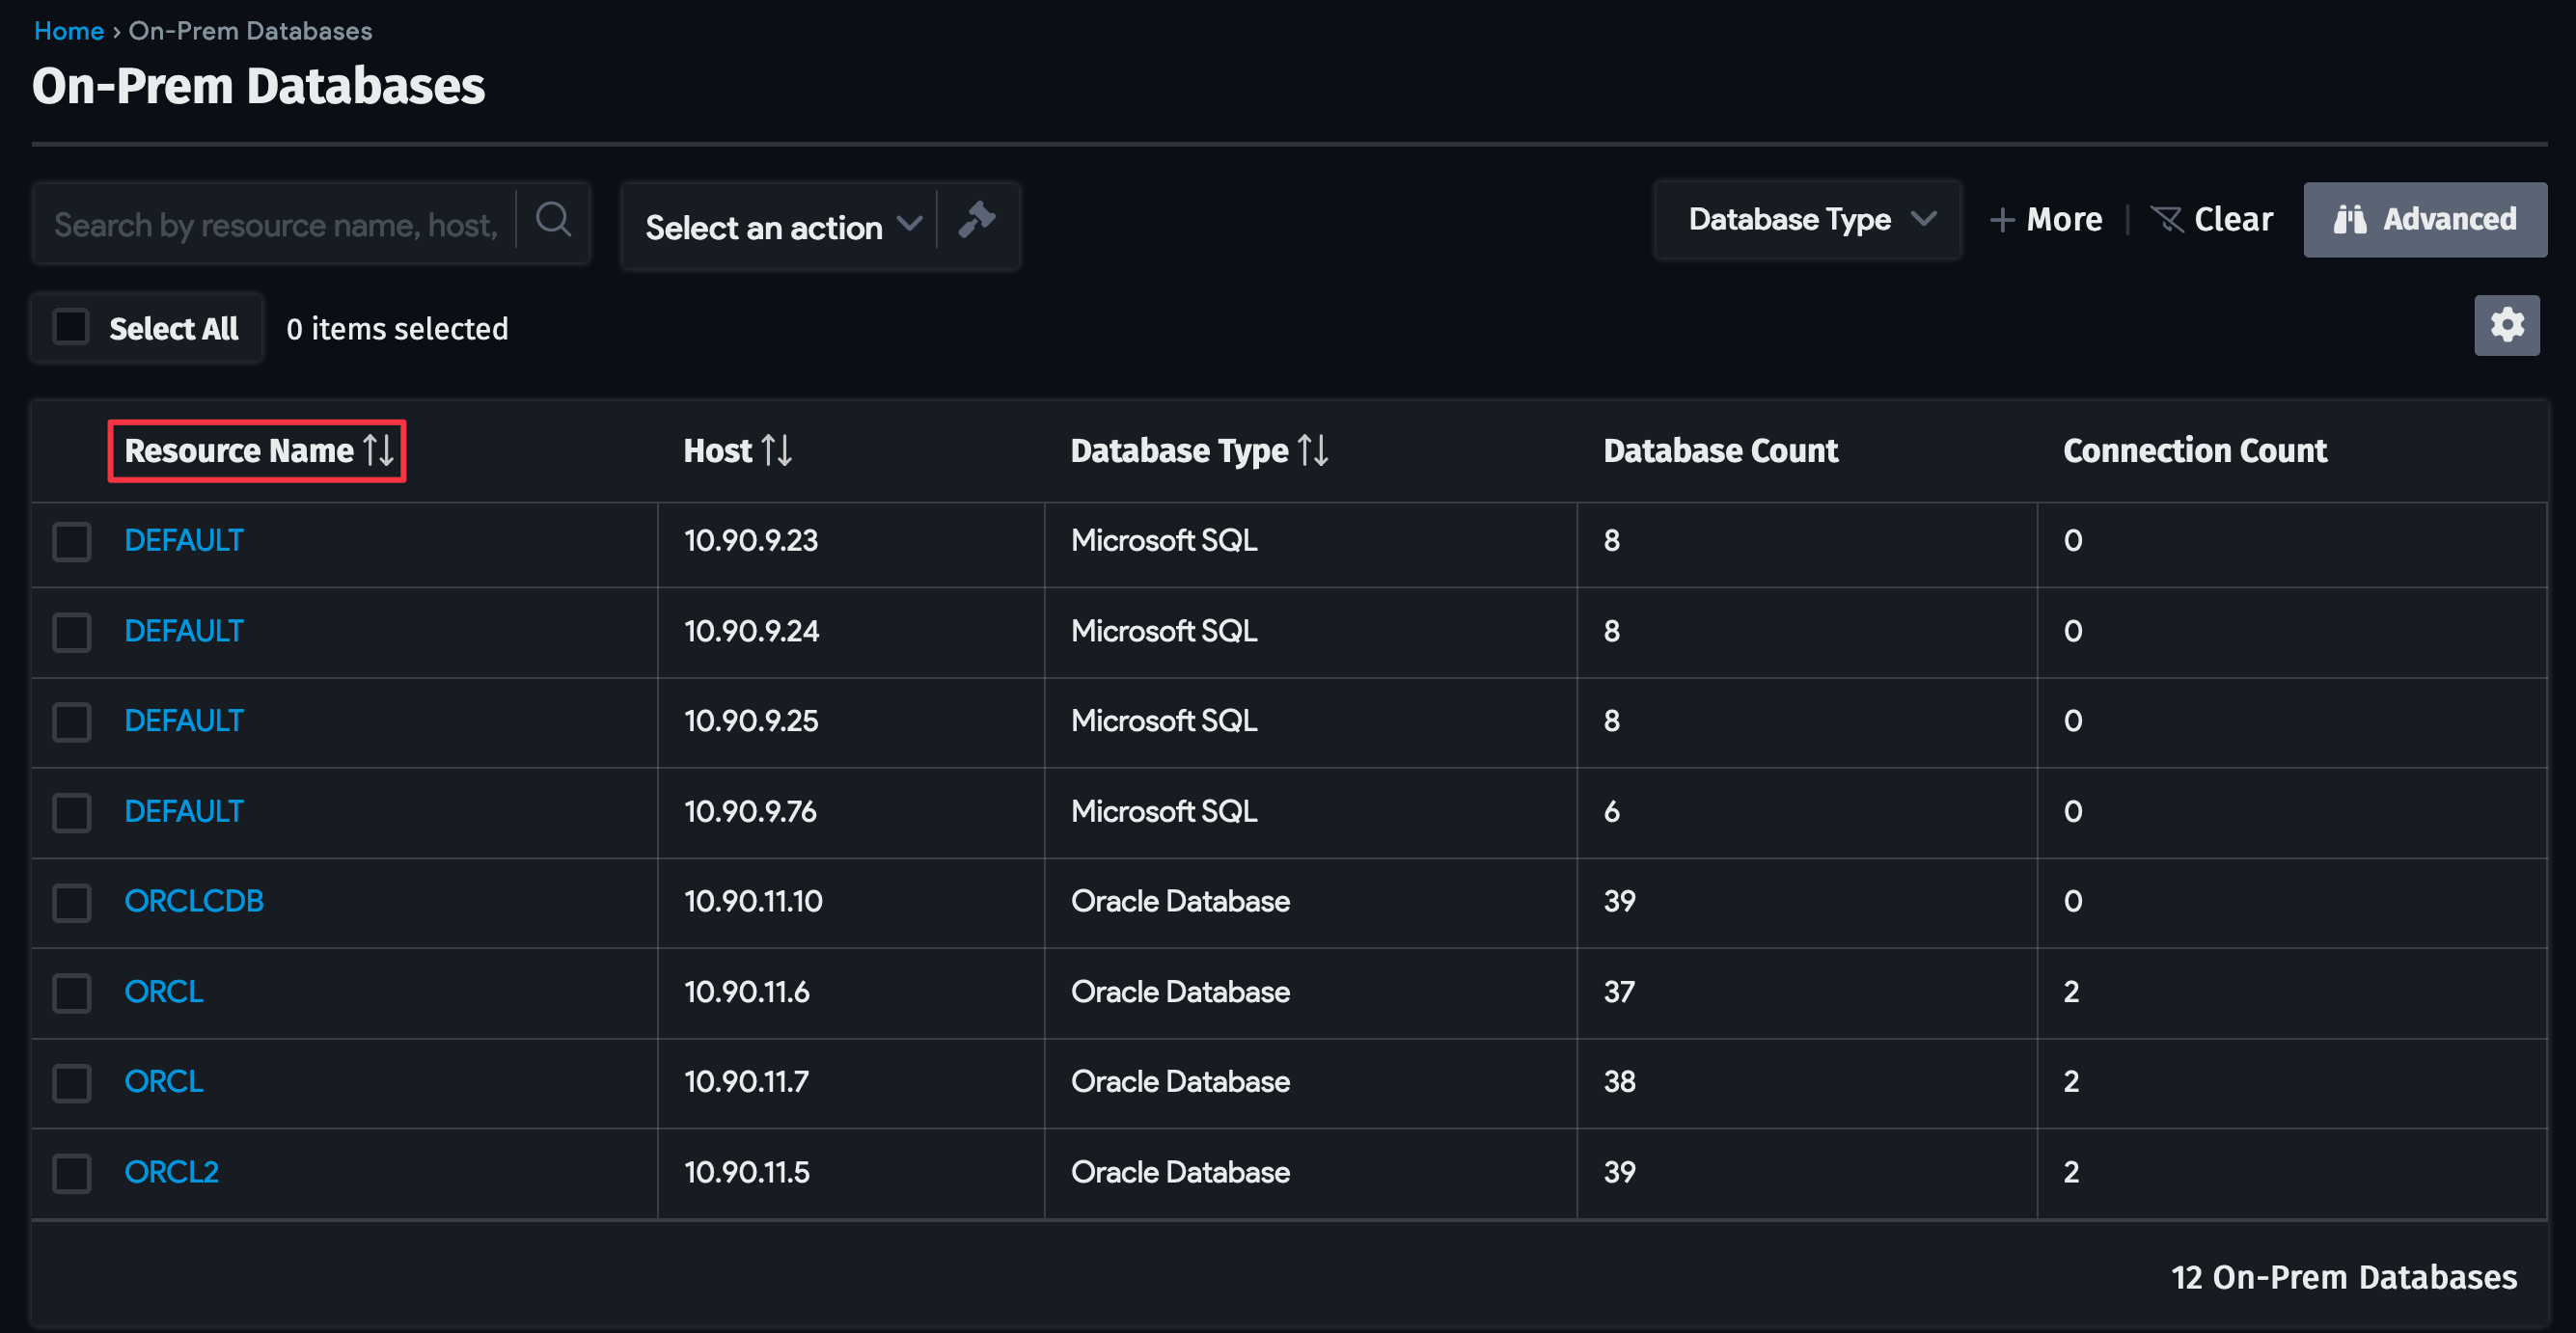 Home › On-Prem Databases
On-Prem Databases
Search by resource name, host,
Select an action
Database Type
+ More | Clear
Advanced
Select All
0 items selected
Resource Name ↑↓ Host ↑↓ Database Type ↑↓ Database Count Connection Count
DEFAULT 10.90.9.23 Microsoft SQL 8 0
DEFAULT 10.90.9.24 Microsoft SQL 8 0
DEFAULT 10.90.9.25 Microsoft SQL 8 0
DEFAULT 10.90.9.76 Microsoft SQL 6 0
ORCLCDB 10.90.11.10 Oracle Database 39 0
ORCL 10.90.11.6 Oracle Database 37 2
ORCL 10.90.11.7 Oracle Database 38 2
ORCL2 10.90.11.5 Oracle Database 39 2
12 On-Prem Databases